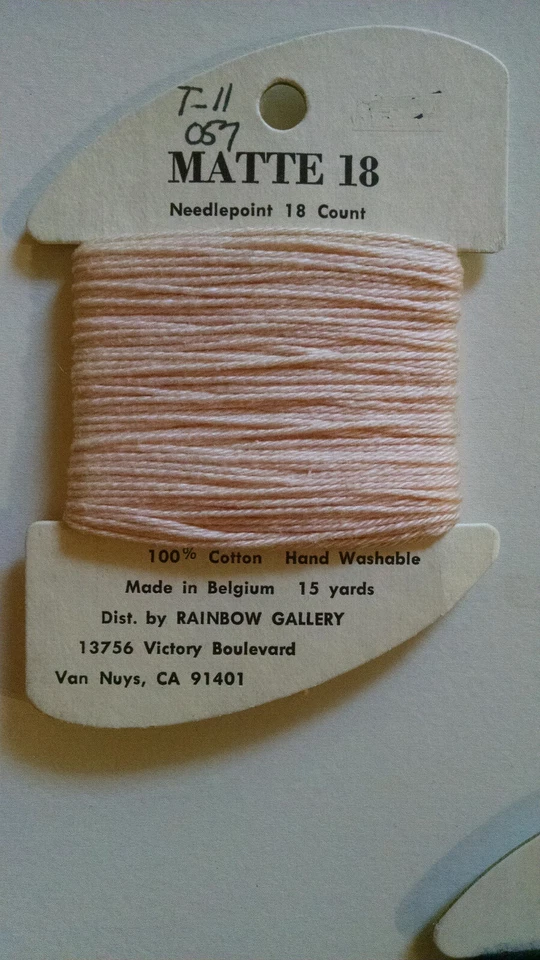 T-11
057
MATTE 18
Needlepoint 18 Count
100% Cotton Hand Washable
Made in Belgium 15 yards
Dist. by RAINBOW GALLERY
13756 Victory Boulevard
Van Nuys, CA 91401